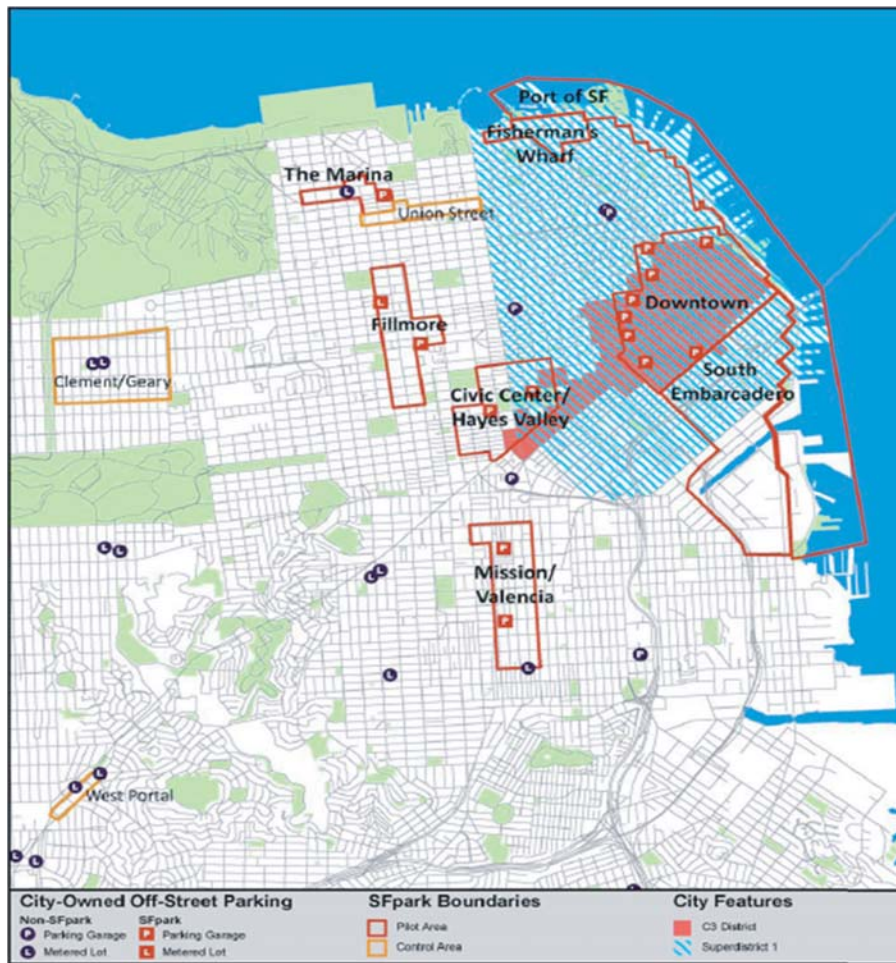 Port of SF
Fisherman's
Wharf
The Marina
L
P
Union Street
P
P
P
L
P
P
Downtown
Fillmore
P
P
P
P
P
P
L L
Clement/Geary
South
Embarcadero
P
Civic Center/
Hayes Valley
P
P
L
L
P
L
L
Mission/
Valencia
P
P
L
L
L
L
West Portal
L
L
City-Owned Off-Street Parking
SFpark Boundaries
City Features
Non-SFpark
SFpark
P Parking Garage
P Parking Garage
Pilot Area
C3 District
L Metered Lot
L Metered Lot
Control Area
Superdistrict 1